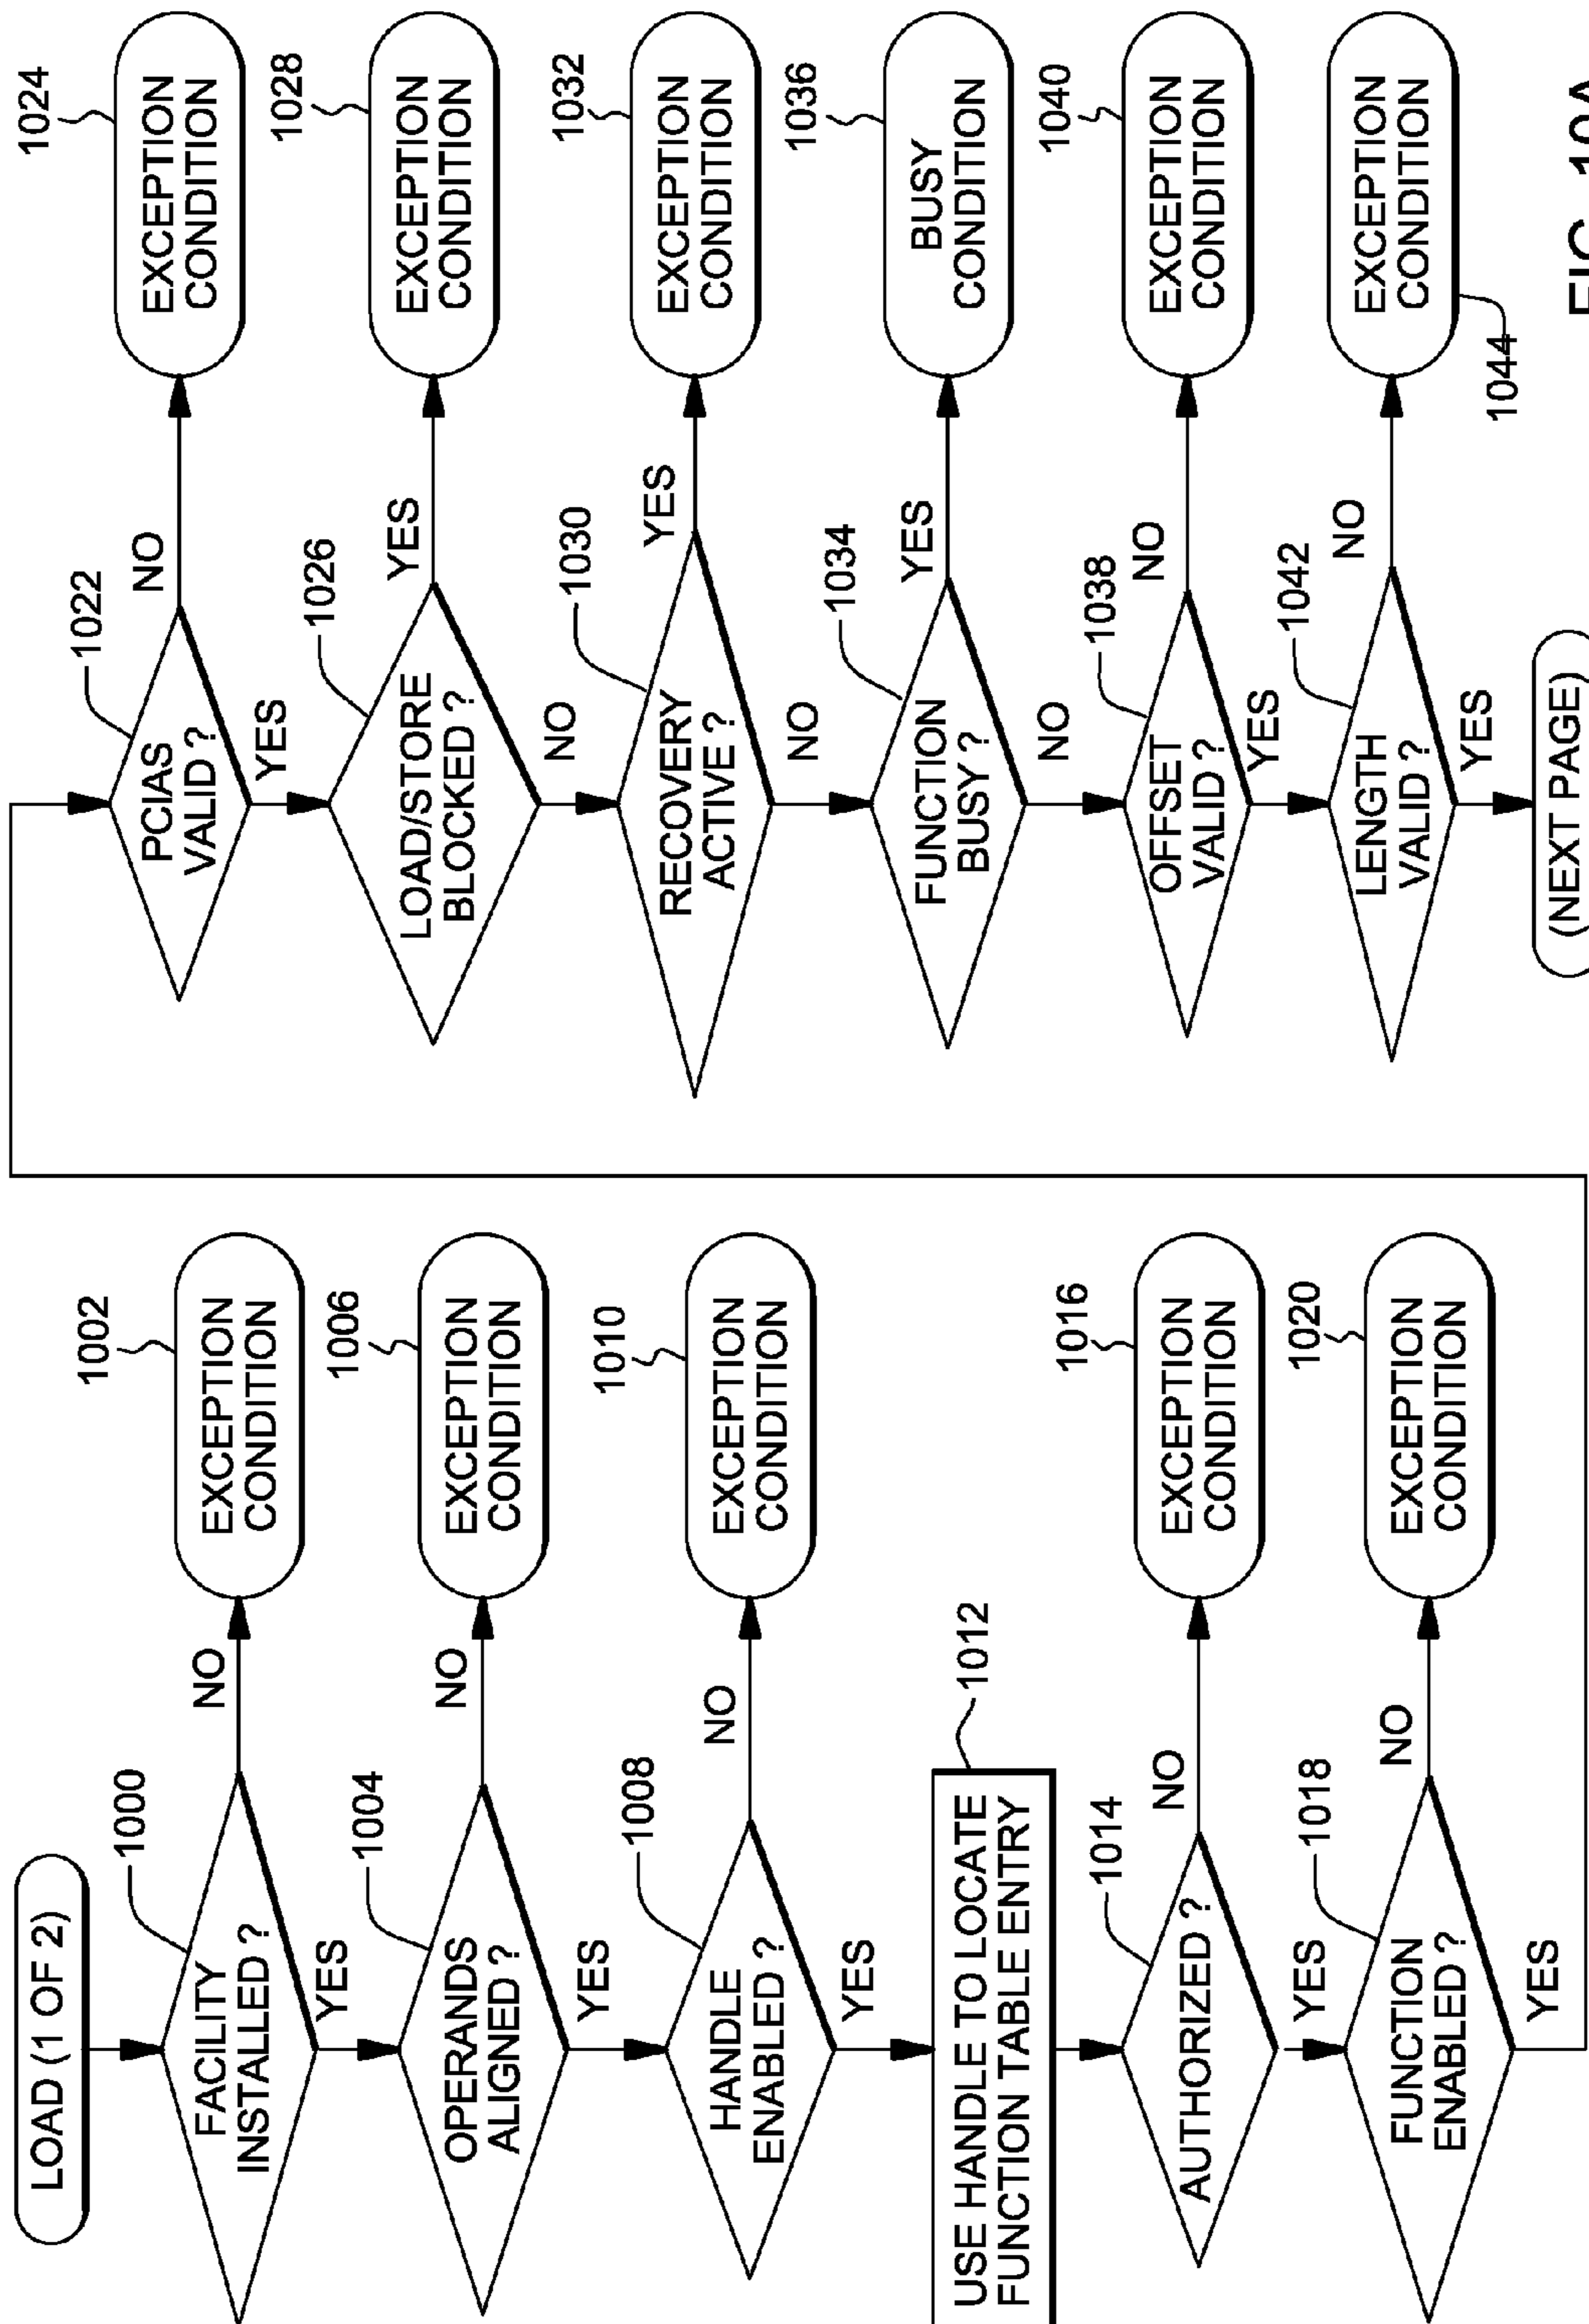 LOAD (1 OF 2)
1000
FACILITY
INSTALLED ?
NO
1002
EXCEPTION
CONDITION
YES
1004
OPERANDS
ALIGNED ?
NO
1006
EXCEPTION
CONDITION
YES
1008
HANDLE
ENABLED ?
NO
1010
EXCEPTION
CONDITION
YES
1012
USE HANDLE TO LOCATE
FUNCTION TABLE ENTRY
1014
AUTHORIZED ?
NO
1016
EXCEPTION
CONDITION
YES
1018
FUNCTION
ENABLED ?
NO
1020
EXCEPTION
CONDITION
YES
1022
PCIAS
VALID ?
NO
1024
EXCEPTION
CONDITION
YES
1026
LOAD/STORE
BLOCKED ?
YES
1028
EXCEPTION
CONDITION
NO
1030
RECOVERY
ACTIVE ?
YES
1032
EXCEPTION
CONDITION
NO
1034
FUNCTION
BUSY ?
YES
1036
BUSY
CONDITION
NO
1038
OFFSET
VALID ?
NO
1040
EXCEPTION
CONDITION
YES
1042
LENGTH
VALID ?
NO
EXCEPTION
CONDITION
1044
YES
(NEXT PAGE)
FIG. 10A